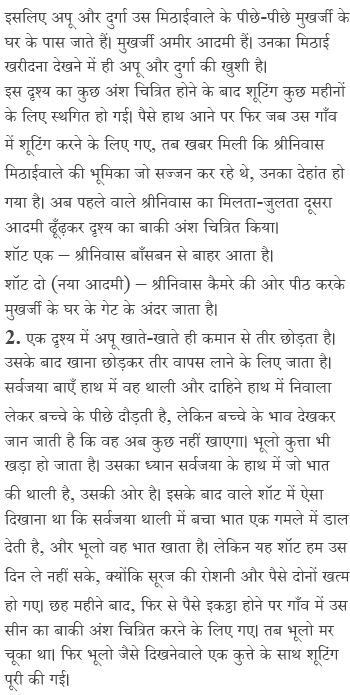 इसलिए अपू और दुर्गा उस मिठाईवाले के पीछे-पीछे मुखर्जी के
घर के पास जाते हैं। मुखर्जी अमीर आदमी हैं। उनका मिठाई
खरीदना देखने में ही अपू और दुर्गा की खुशी है।
इस दृश्य का कुछ अंश चित्रित होने के बाद शूटिंग कुछ महीनों
के लिए स्थगित हो गई। पैसे हाथ आने पर फिर जब उस गाँव
में शूटिंग करने के लिए गए, तब खबर मिली कि श्रीनिवास
मिठाईवाले की भूमिका जो सज्जन कर रहे थे, उनका देहांत हो
गया है। अब पहले वाले श्रीनिवास का मिलता-जुलता दूसरा
आदमी ढूँढ़कर दृश्य का बाकी अंश चित्रित किया।
शॉट एक – श्रीनिवास बाँसबन से बाहर आता है।
शॉट दो (नया आदमी) – श्रीनिवास कैमरे की ओर पीठ करके
मुखर्जी के घर के गेट के अंदर जाता है।
2. एक दृश्य में अपू खाते-खाते ही कमान से तीर छोड़ता है।
उसके बाद खाना छोड़कर तीर वापस लाने के लिए जाता है।
सर्वजया बाएँ हाथ में वह थाली और दाहिने हाथ में निवाला
लेकर बच्चे के पीछे दौड़ती है, लेकिन बच्चे के भाव देखकर
जान जाती है कि वह अब कुछ नहीं खाएगा। भूलो कुत्ता भी
खड़ा हो जाता है। उसका ध्यान सर्वजया के हाथ में जो भात
की थाली है, उसकी ओर है। इसके बाद वाले शॉट में ऐसा
दिखाना था कि सर्वजया थाली में बचा भात एक गमले में डाल
देती है, और भूलो वह भात खाता है। लेकिन यह शॉट हम उस
दिन ले नहीं सके, क्योंकि सूरज की रोशनी और पैसे दोनों खत्म
हो गए। छह महीने बाद, फिर से पैसे इकट्ठा होने पर गाँव में उस
सीन का बाकी अंश चित्रित करने के लिए गए। तब भूलो मर
चूका था। फिर भूलो जैसे दिखनेवाले एक कुत्ते के साथ शूटिंग
पूरी की गई।